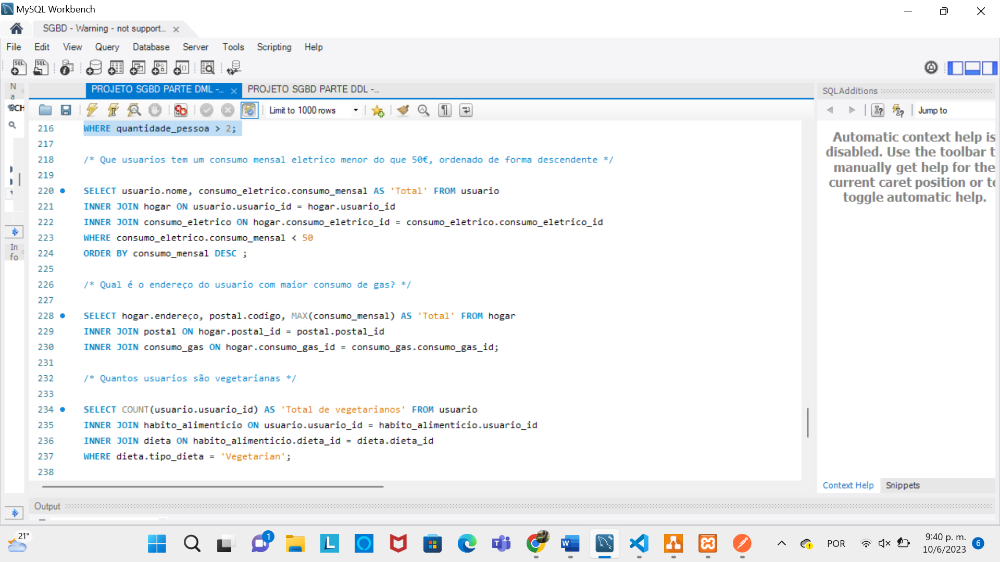 MySQL Workbench
SGBD - Warning - not support...
File Edit View Query Database Server Tools Scripting Help
PROJETO SGBD PARTE DML -...
PROJETO SGBD PARTE DDL -...
Limit to 1000 rows
216 WHERE quantidade_pessoa > 2;
217
218 /* Que usuarios tem um consumo mensal eletrico menor do que 50€, ordenado de forma descendente */
219
220 SELECT usuario.nome, consumo_eletrico.consumo_mensal AS 'Total' FROM usuario
221 INNER JOIN hogar ON usuario.usuario_id = hogar.usuario_id
222 INNER JOIN consumo_eletrico ON hogar.consumo_eletrico_id = consumo_eletrico.consumo_eletrico_id
223 WHERE consumo_eletrico.consumo_mensal < 50
224 ORDER BY consumo_mensal DESC ;
225
226 /* Qual é o endereço do usuario com maior consumo de gas? */
227
228 SELECT hogar.endereço, postal.codigo, MAX(consumo_mensal) AS 'Total' FROM hogar
229 INNER JOIN postal ON hogar.postal_id = postal.postal_id
230 INNER JOIN consumo_gas ON hogar.consumo_gas_id = consumo_gas.consumo_gas_id;
231
232 /* Quantos usuarios são vegetarianas */
233
234 SELECT COUNT(usuario.usuario_id) AS 'Total de vegetarianos' FROM usuario
235 INNER JOIN habito_alimenticio ON usuario.usuario_id = habito_alimenticio.usuario_id
236 INNER JOIN dieta ON habito_alimenticio.dieta_id = dieta.dieta_id
237 WHERE dieta.tipo_dieta = 'Vegetarian';
238
Na
SCH
Info
SQLAdditions
Jump to
Automatic context help is
disabled. Use the toolbar t
manually get help for the
current caret position or to
toggle automatic help.
Context Help Snippets
Output
21°
1
POR
9:40 p. m.
10/6/2023
6